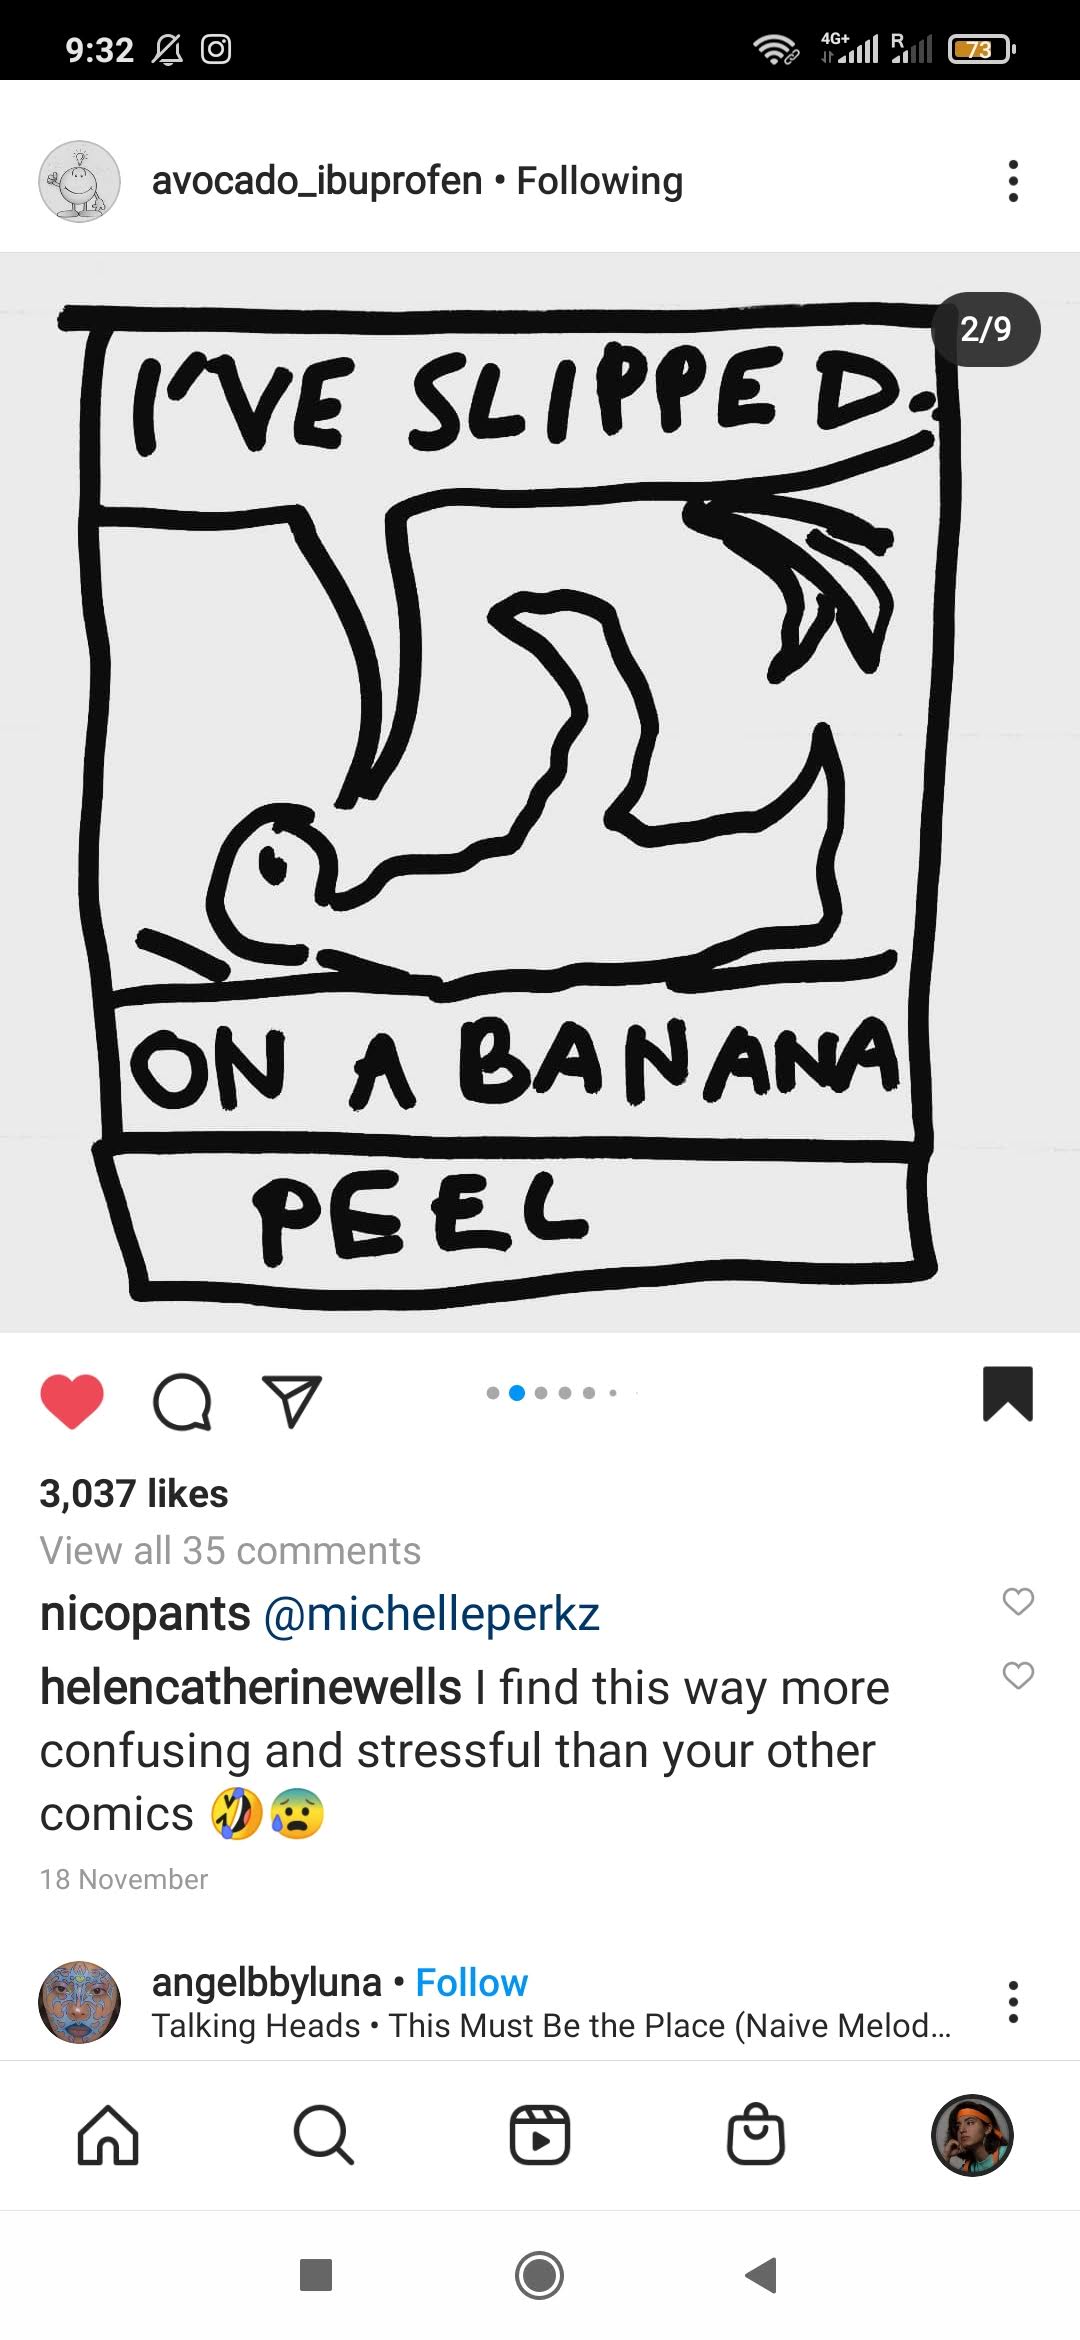 9:32
4G+
R
73
avocado_ibuprofen • Following
2/9
I'VE SLIPPED.
ON A BANANA
PEEL
3,037 likes
View all 35 comments
nicopants @michelleperkz
helencatherinewells I find this way more
confusing and stressful than your other
comics 🤣😰
18 November
angelbbyluna • Follow
Talking Heads • This Must Be the Place (Naive Melod...